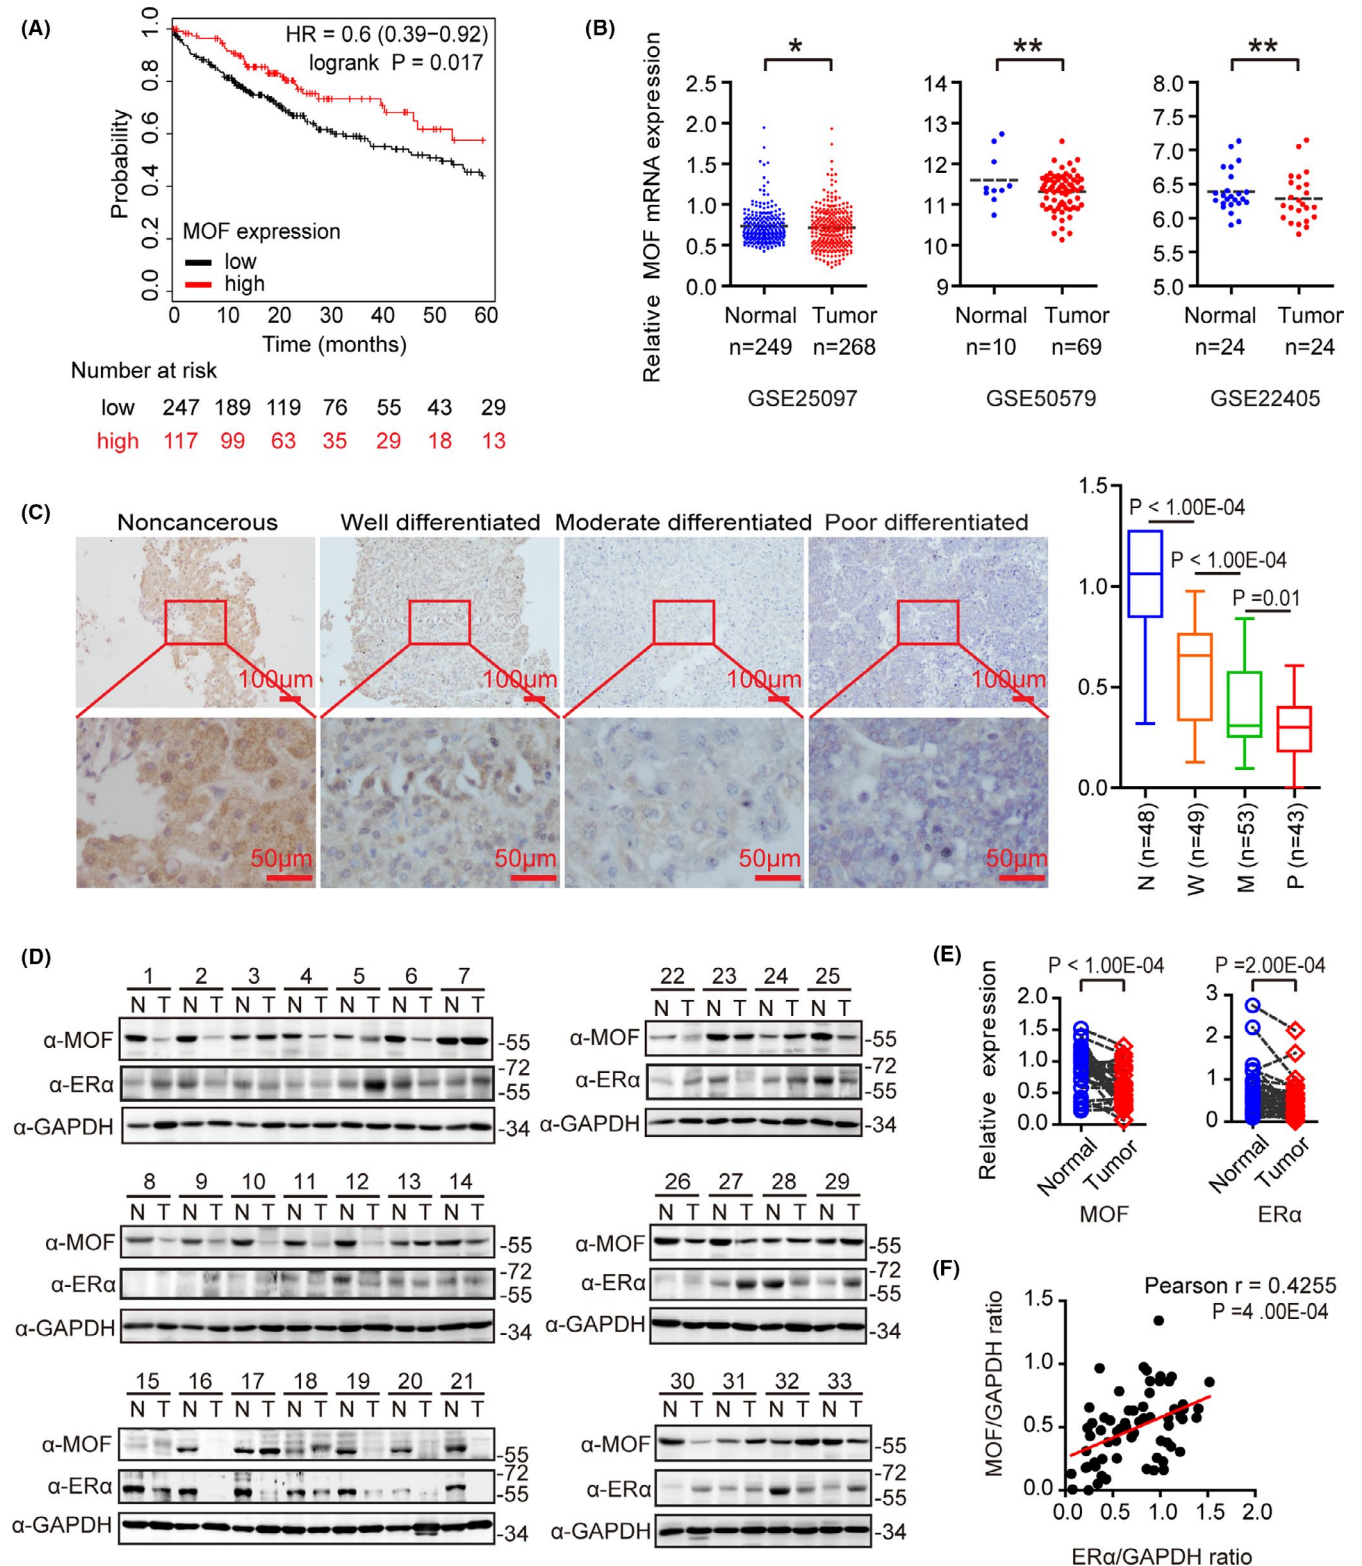 (A)
HR = 0.6 (0.39−0.92)
logrank P = 0.017
Probability
1.0
0.8
0.6
0.4
0.2
0.0
MOF expression
low
high
0 10 20 30 40 50 60
Time (months)
Number at risk
low 247 189 119 76 55 43 29
high 117 99 63 35 29 18 13
(B)
Relative MOF mRNA expression
*
2.5
2.0
1.5
1.0
0.5
0.0
Normal Tumor
n=249 n=268
GSE25097
**
14
13
12
11
10
9
Normal Tumor
n=10 n=69
GSE50579
**
8.0
7.5
7.0
6.5
6.0
5.5
5.0
Normal Tumor
n=24 n=24
GSE22405
(C)
Noncancerous Well differentiated Moderate differentiated Poor differentiated
100μm 100μm 100μm 100μm
50μm 50μm 50μm 50μm
1.5
1.0
0.5
0.0
P < 1.00E-04
P < 1.00E-04
P =0.01
N (n=48)
W (n=49)
M (n=53)
P (n=43)
(D)
1 2 3 4 5 6 7
N T N T N T N T N T N T N T
α-MOF -55
-72
α-ERα -55
α-GAPDH -34
22 23 24 25
N T N T N T N T
α-MOF -55
-72
α-ERα -55
α-GAPDH -34
8 9 10 11 12 13 14
N T N T N T N T N T N T N T
α-MOF -55
-72
α-ERα -55
α-GAPDH -34
26 27 28 29
N T N T N T N T
α-MOF -55
-72
α-ERα -55
α-GAPDH -34
15 16 17 18 19 20 21
N T N T N T N T N T N T N T
α-MOF -55
-72
α-ERα -55
α-GAPDH -34
30 31 32 33
N T N T N T N T
α-MOF -55
-72
α-ERα -55
α-GAPDH -34
(E)
Relative expression
P < 1.00E-04
2.0
1.5
1.0
0.5
0.0
Normal
Tumor
MOF
P =2.00E-04
3
2
1
0
Normal
Tumor
ERα
(F)
Pearson r = 0.4255
P =4 .00E-04
MOF/GAPDH ratio
1.5
1.0
0.5
0.0
0.0 0.5 1.0 1.5 2.0
ERα/GAPDH ratio